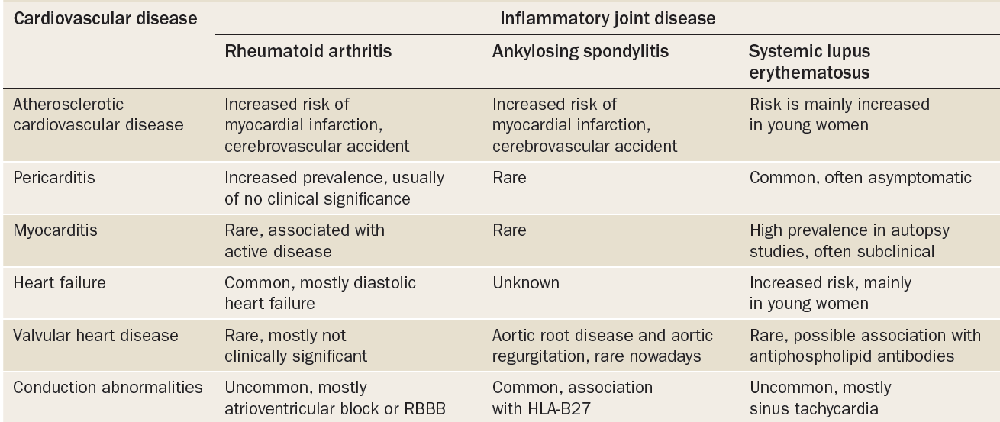 Cardiovascular disease Inflammatory joint disease
Rheumatoid arthritis Ankylosing spondylitis Systemic lupus
erythematosus
Atherosclerotic Increased risk of Increased risk of Risk is mainly increased
cardiovascular disease myocardial infarction, myocardial infarction, in young women
cerebrovascular accident cerebrovascular accident
Pericarditis Increased prevalence, usually Rare Common, often asymptomatic
of no clinical significance
Myocarditis Rare, associated with Rare High prevalence in autopsy
active disease studies, often subclinical
Heart failure Common, mostly diastolic Unknown Increased risk, mainly
heart failure in young women
Valvular heart disease Rare, mostly not Aortic root disease and aortic Rare, possible association with
clinically significant regurgitation, rare nowadays antiphospholipid antibodies
Conduction abnormalities Uncommon, mostly Common, association Uncommon, mostly
atrioventricular block or RBBB with HLA-B27 sinus tachycardia